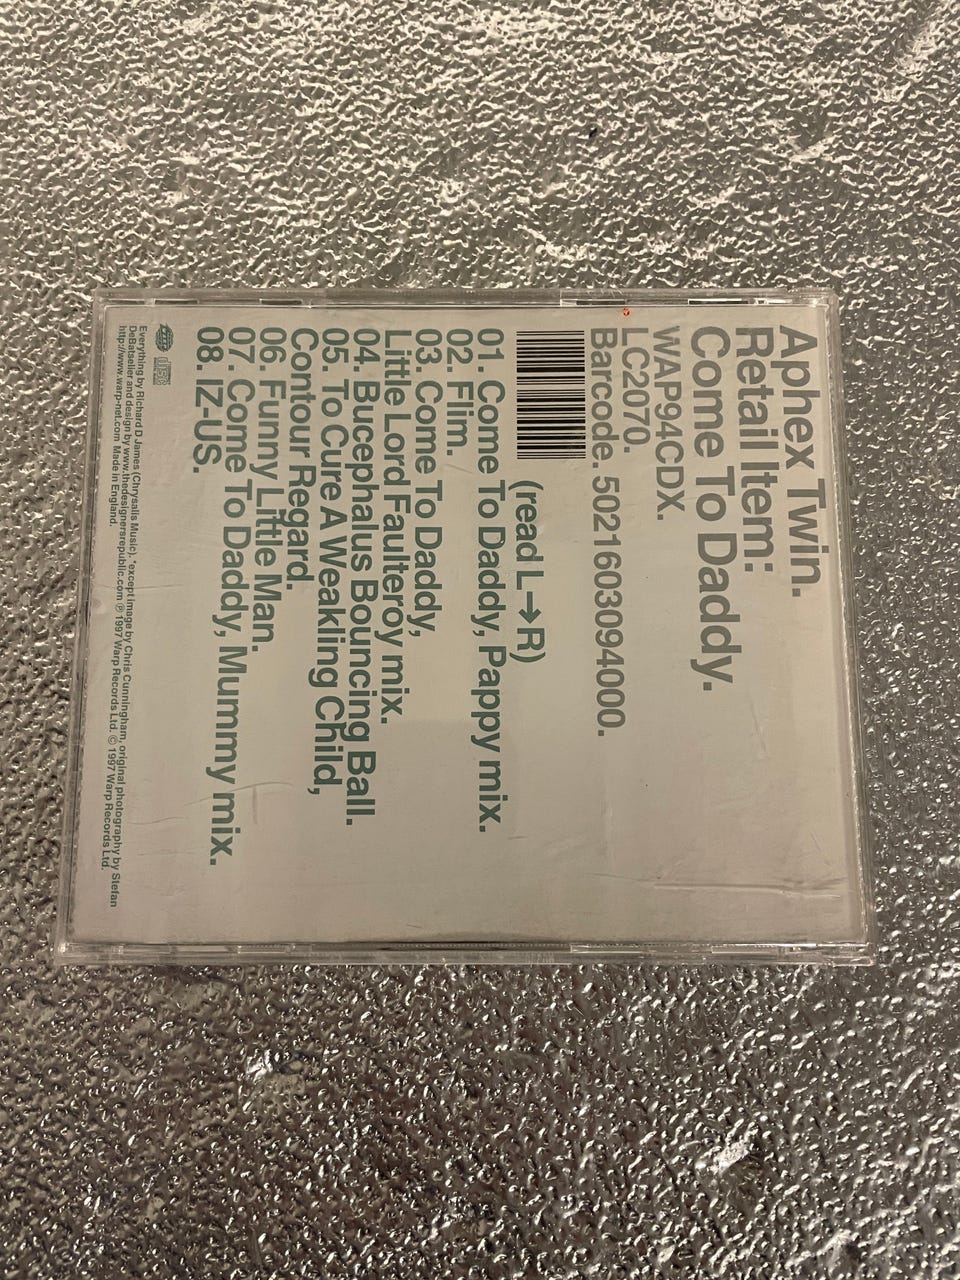 Aphex Twin.
Retail Item:
Come To Daddy.
WAP94CDX.
LC2070.
Barcode. 5021603094000.
(read L→R)
01. Come To Daddy, Pappy mix.
02. Flim.
03. Come To Daddy,
Little Lord Faulteroy mix.
04. Bucephalus Bouncing Ball.
05. To Cure A Weakling Child,
Contour Regard.
06. Funny Little Man.
07. Come To Daddy, Mummy mix.
08. IZ-US.
Everything by Richard D James (Chrysalis Music). *except image by Chris Cunningham, original photography by Stefan
DeBatselier and design by www.thedesignersrepublic.com ℗ 1997 Warp Records Ltd. © 1997 Warp Records Ltd.
http://www.warp-net.com Made in England.